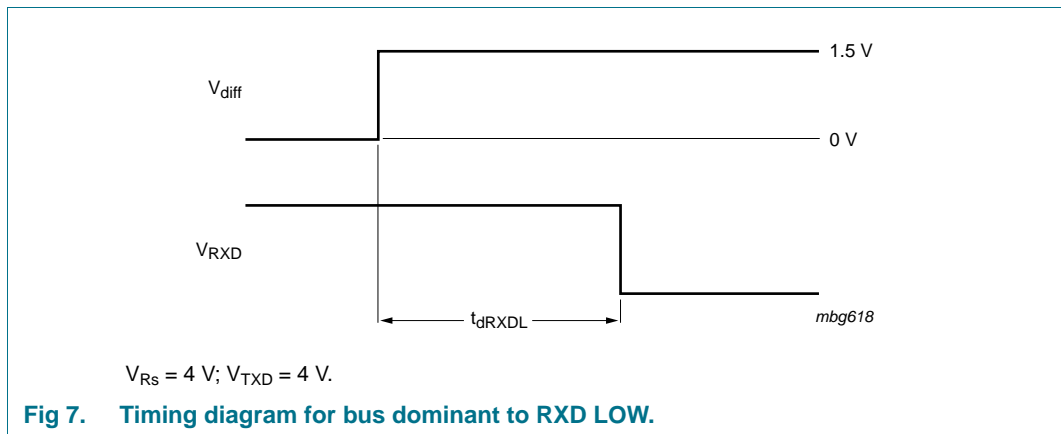 1.5 V
Vdiff
0 V
VRXD
tdRXDL
mbg618
VRs = 4 V; VTXD = 4 V.
Fig 7. Timing diagram for bus dominant to RXD LOW.